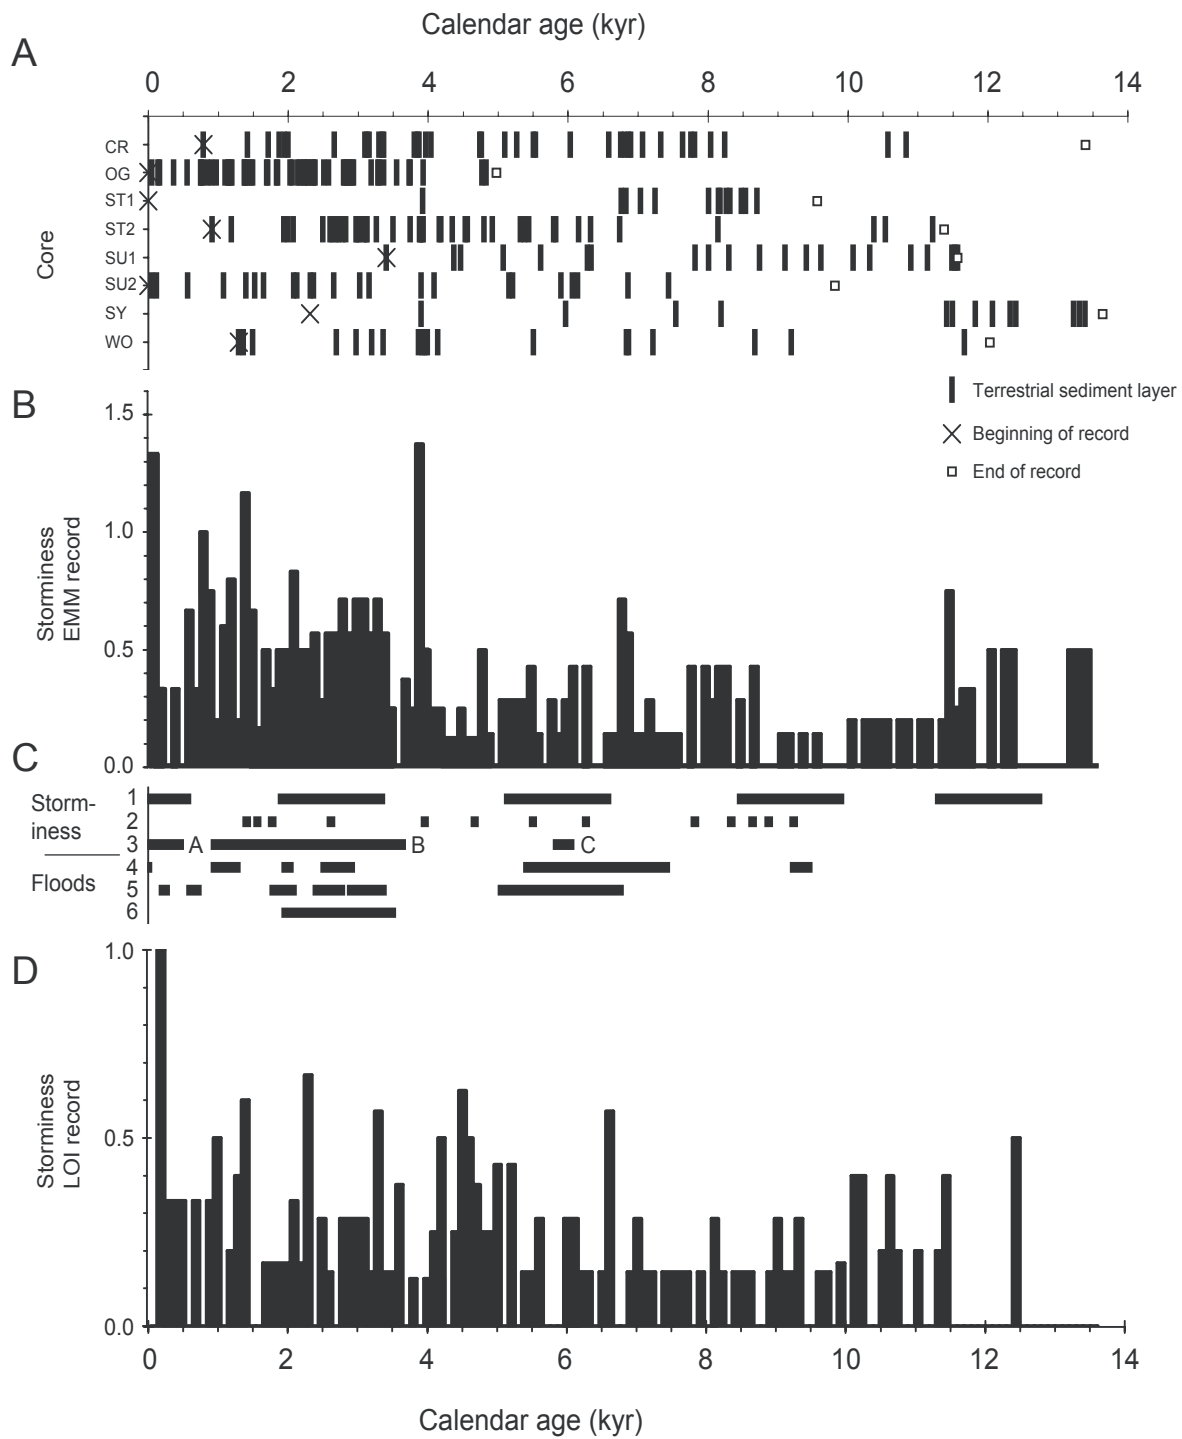 Calendar age (kyr)
A
0 2 4 6 8 10 12 14
Core
CR
OG
ST1
ST2
SU1
SU2
SY
WO
Terrestrial sediment layer
Beginning of record
End of record
B
Storminess
EMM record
1.5
1.0
0.5
0.0
C
Storm-
iness
1
2
3 A B C
Floods
4
5
6
D
Storminess
LOI record
1.0
0.5
0.0
0 2 4 6 8 10 12 14
Calendar age (kyr)